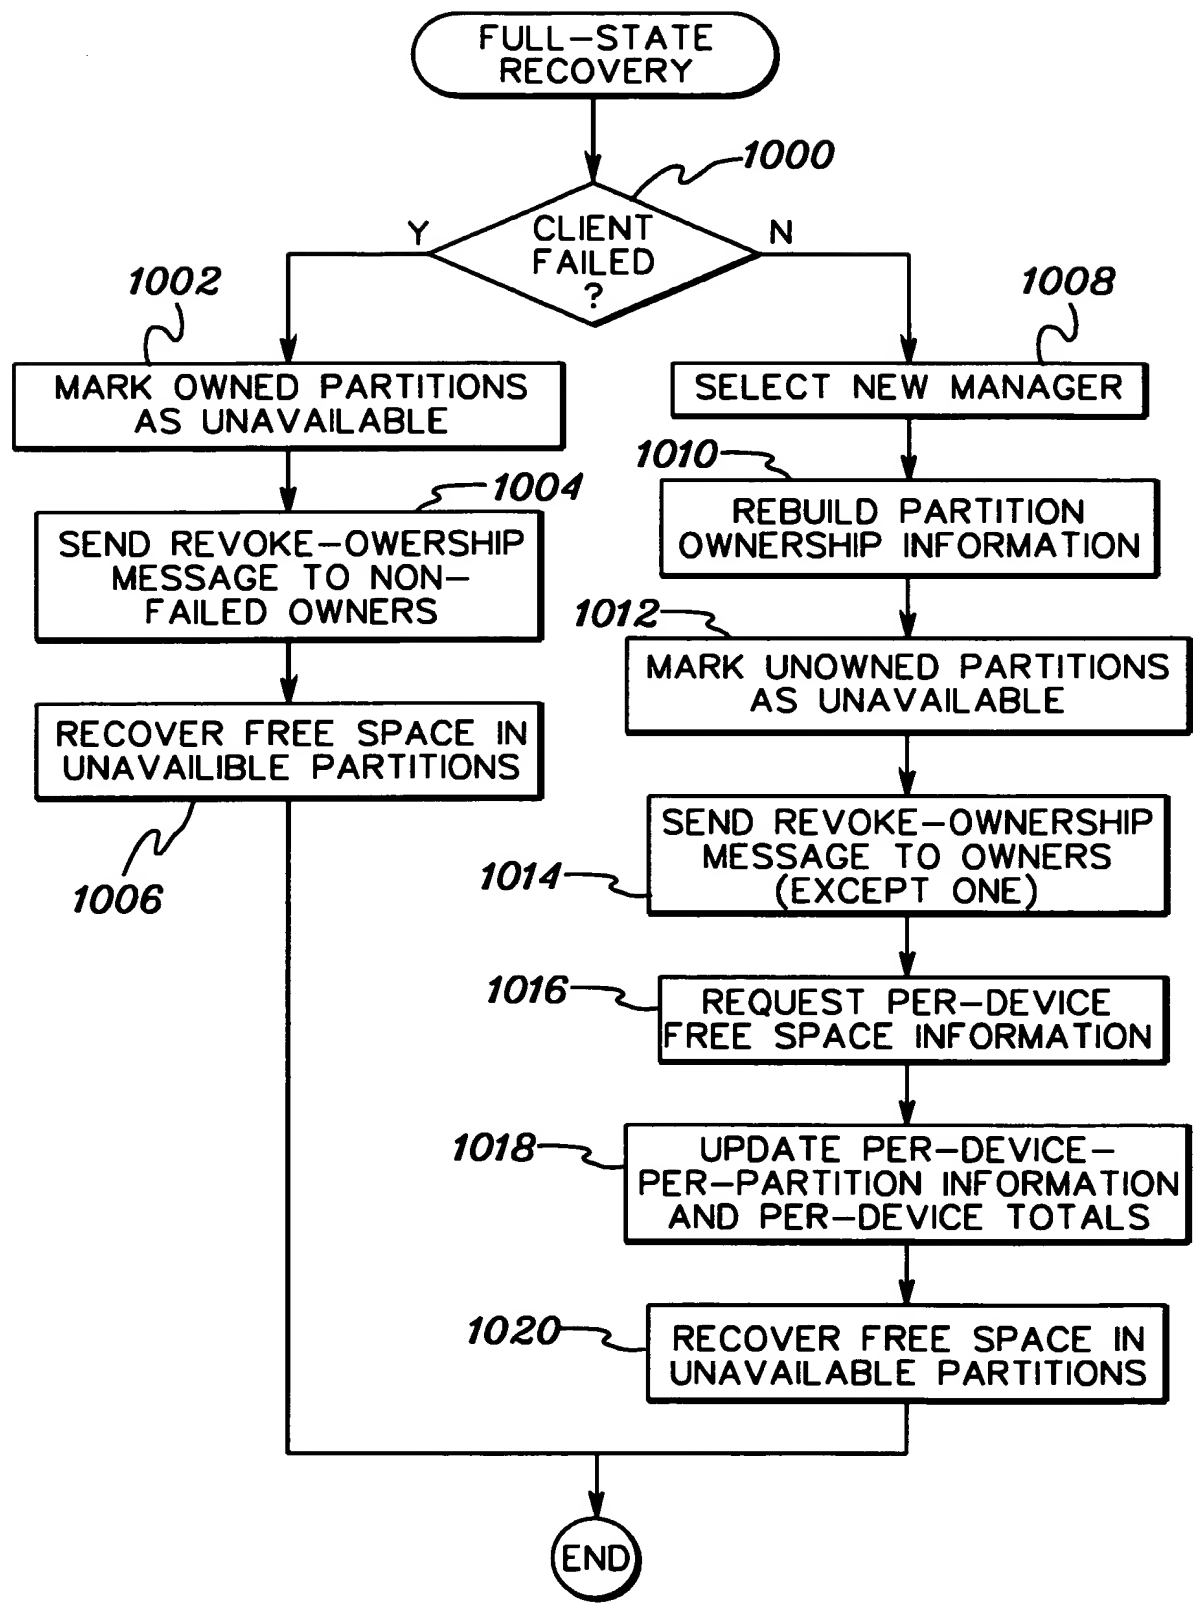 FULL-STATE
RECOVERY
1000
CLIENT
FAILED
?
Y
N
1002
MARK OWNED PARTITIONS
AS UNAVAILABLE
1004
SEND REVOKE-OWERSHIP
MESSAGE TO NON-
FAILED OWNERS
RECOVER FREE SPACE IN
UNAVAILIBLE PARTITIONS
1006
1008
SELECT NEW MANAGER
1010
REBUILD PARTITION
OWNERSHIP INFORMATION
1012
MARK UNOWNED PARTITIONS
AS UNAVAILABLE
SEND REVOKE-OWNERSHIP
MESSAGE TO OWNERS
(EXCEPT ONE)
1014
1016
REQUEST PER-DEVICE
FREE SPACE INFORMATION
1018
UPDATE PER-DEVICE-
PER-PARTITION INFORMATION
AND PER-DEVICE TOTALS
1020
RECOVER FREE SPACE IN
UNAVAILABLE PARTITIONS
END